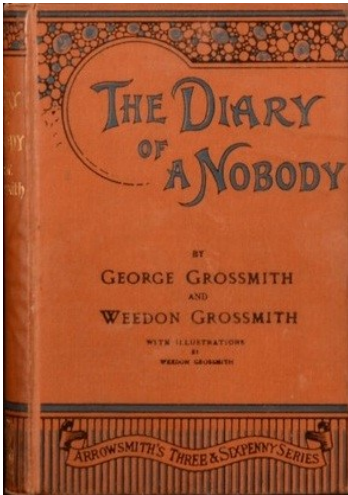 THE DIARY
OF
A NOBODY
BY
GEORGE GROSSMITH
AND
WEEDON GROSSMITH
WITH ILLUSTRATIONS
BY
WEEDON GROSSMITH
ARROWSMITH'S THREE & SIXPENNY SERIES